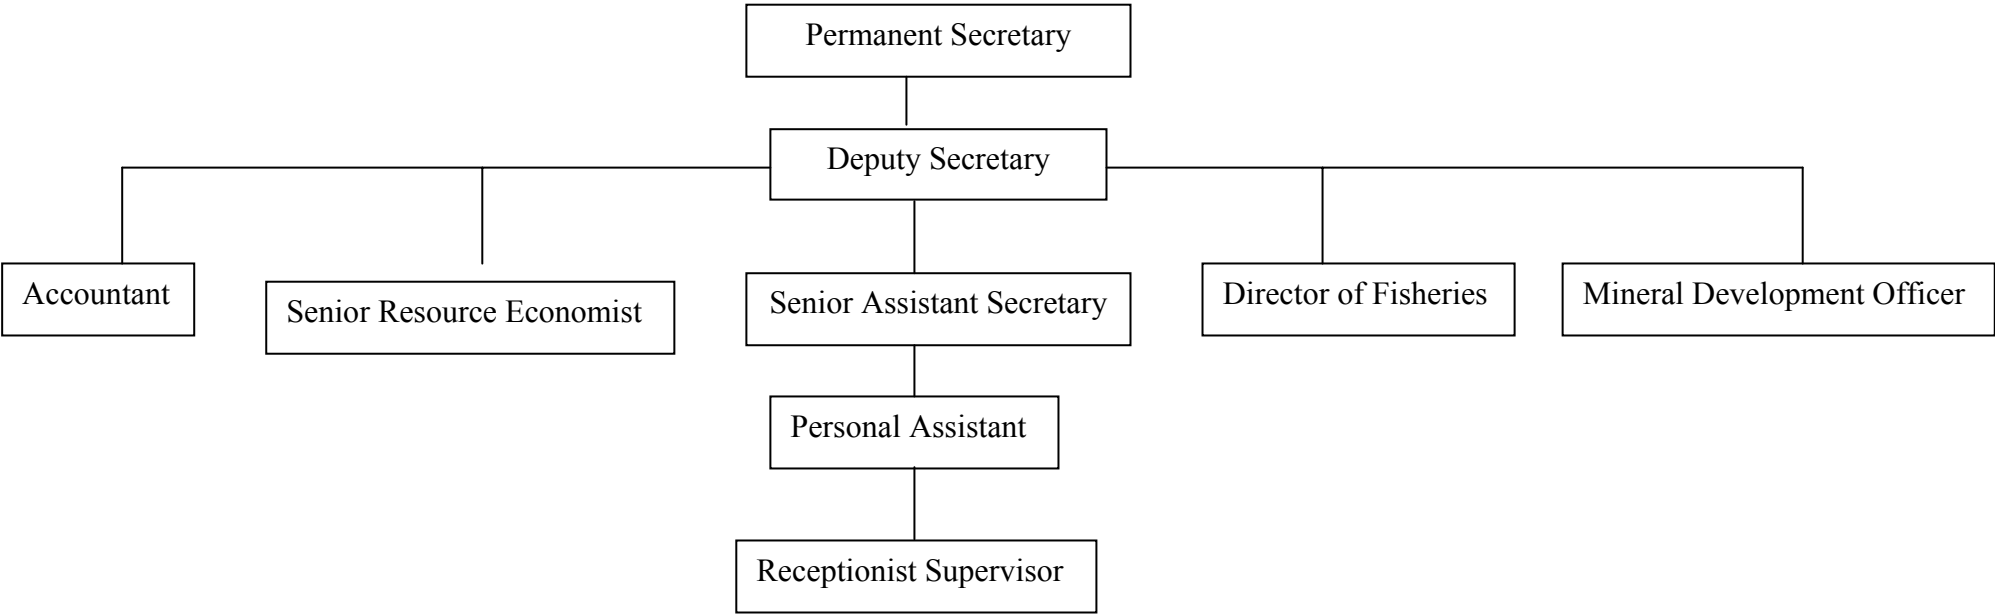 Permanent Secretary
Deputy Secretary
Accountant
Senior Resource Economist
Senior Assistant Secretary
Director of Fisheries
Mineral Development Officer
Personal Assistant
Receptionist Supervisor